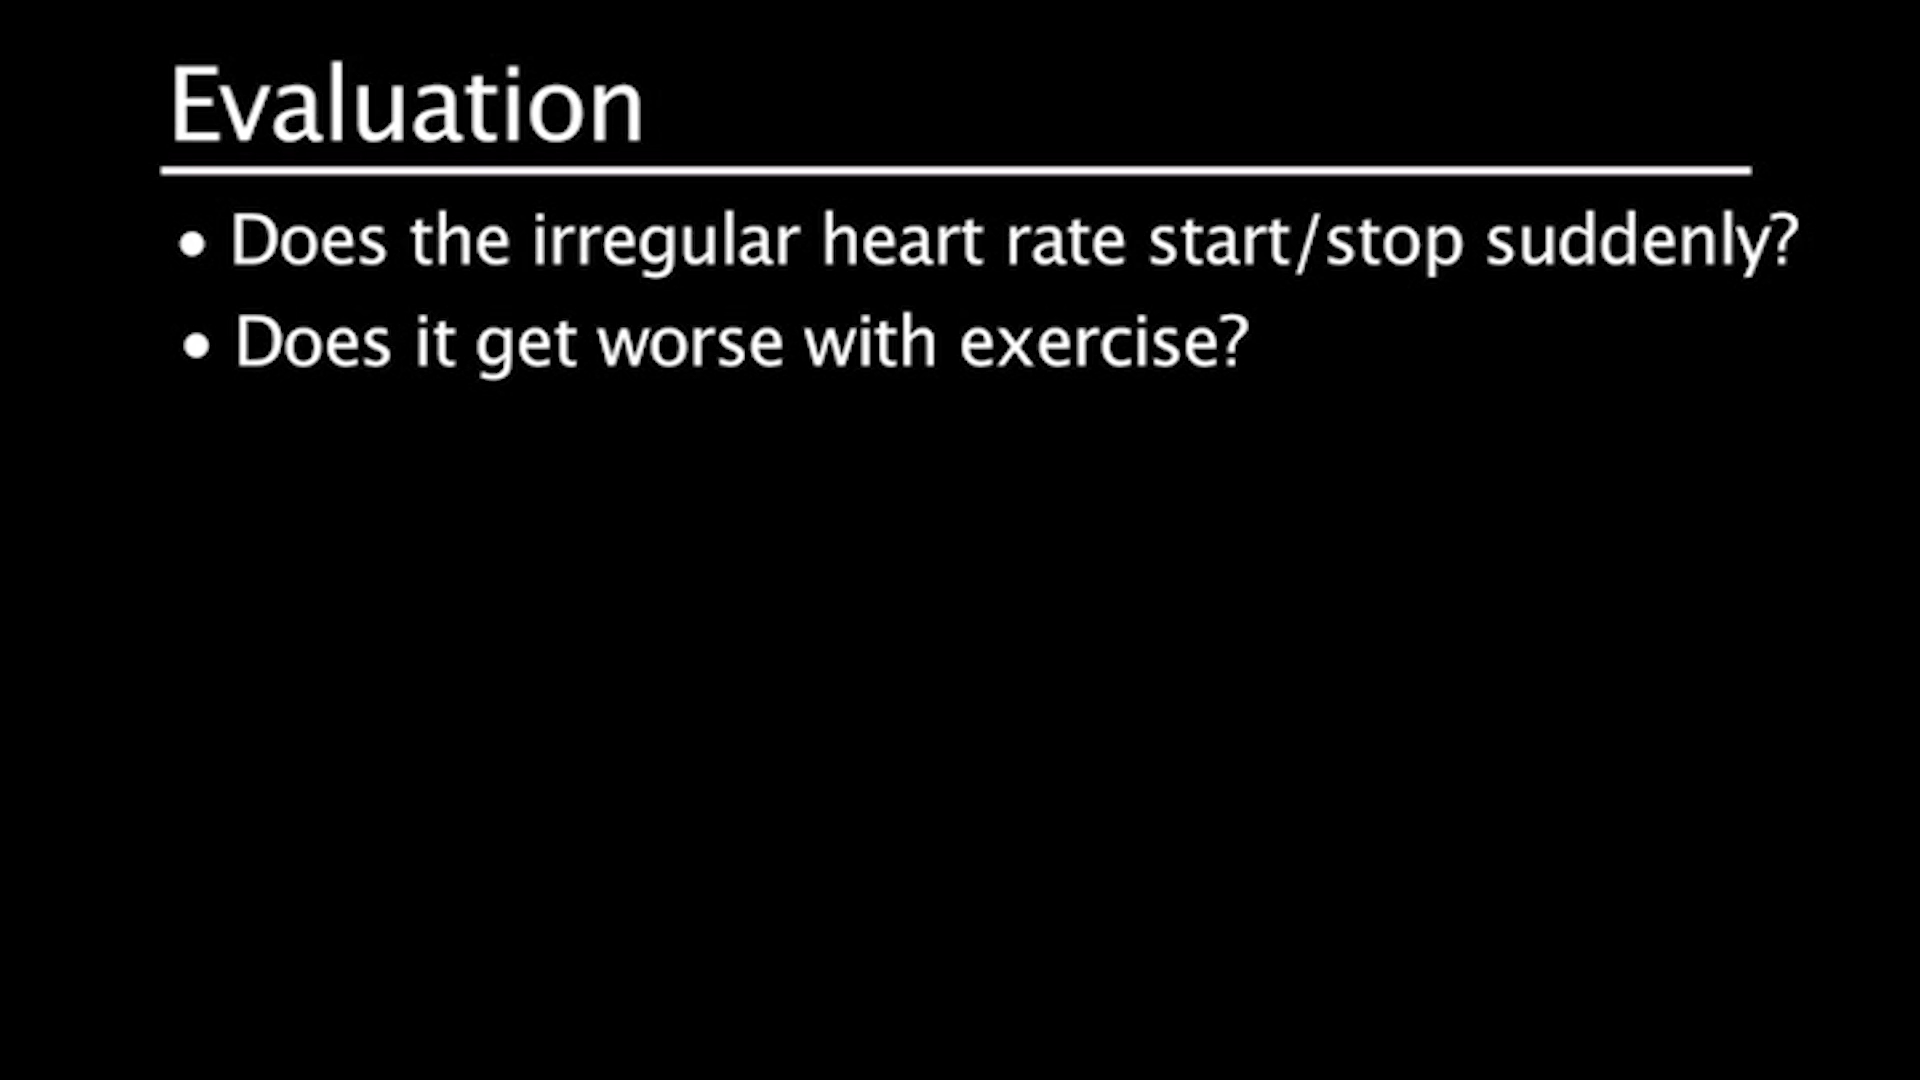 Evaluation
• Does the irregular heart rate start/stop suddenly?
• Does it get worse with exercise?